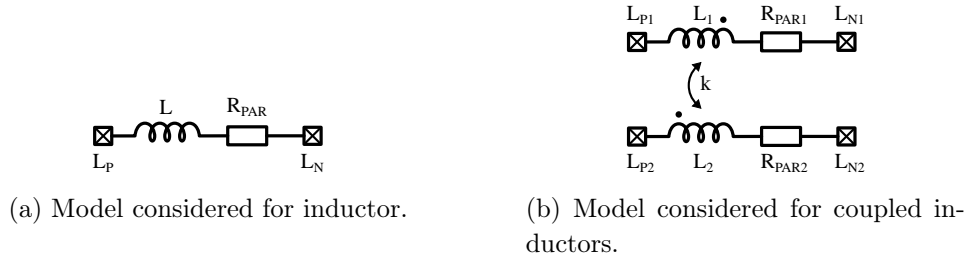 L_P1 L_1 R_PAR1 L_N1
k
L R_PAR
L_P L_N
L_P2 L_2 R_PAR2 L_N2
(a) Model considered for inductor.
(b) Model considered for coupled in-
ductors.